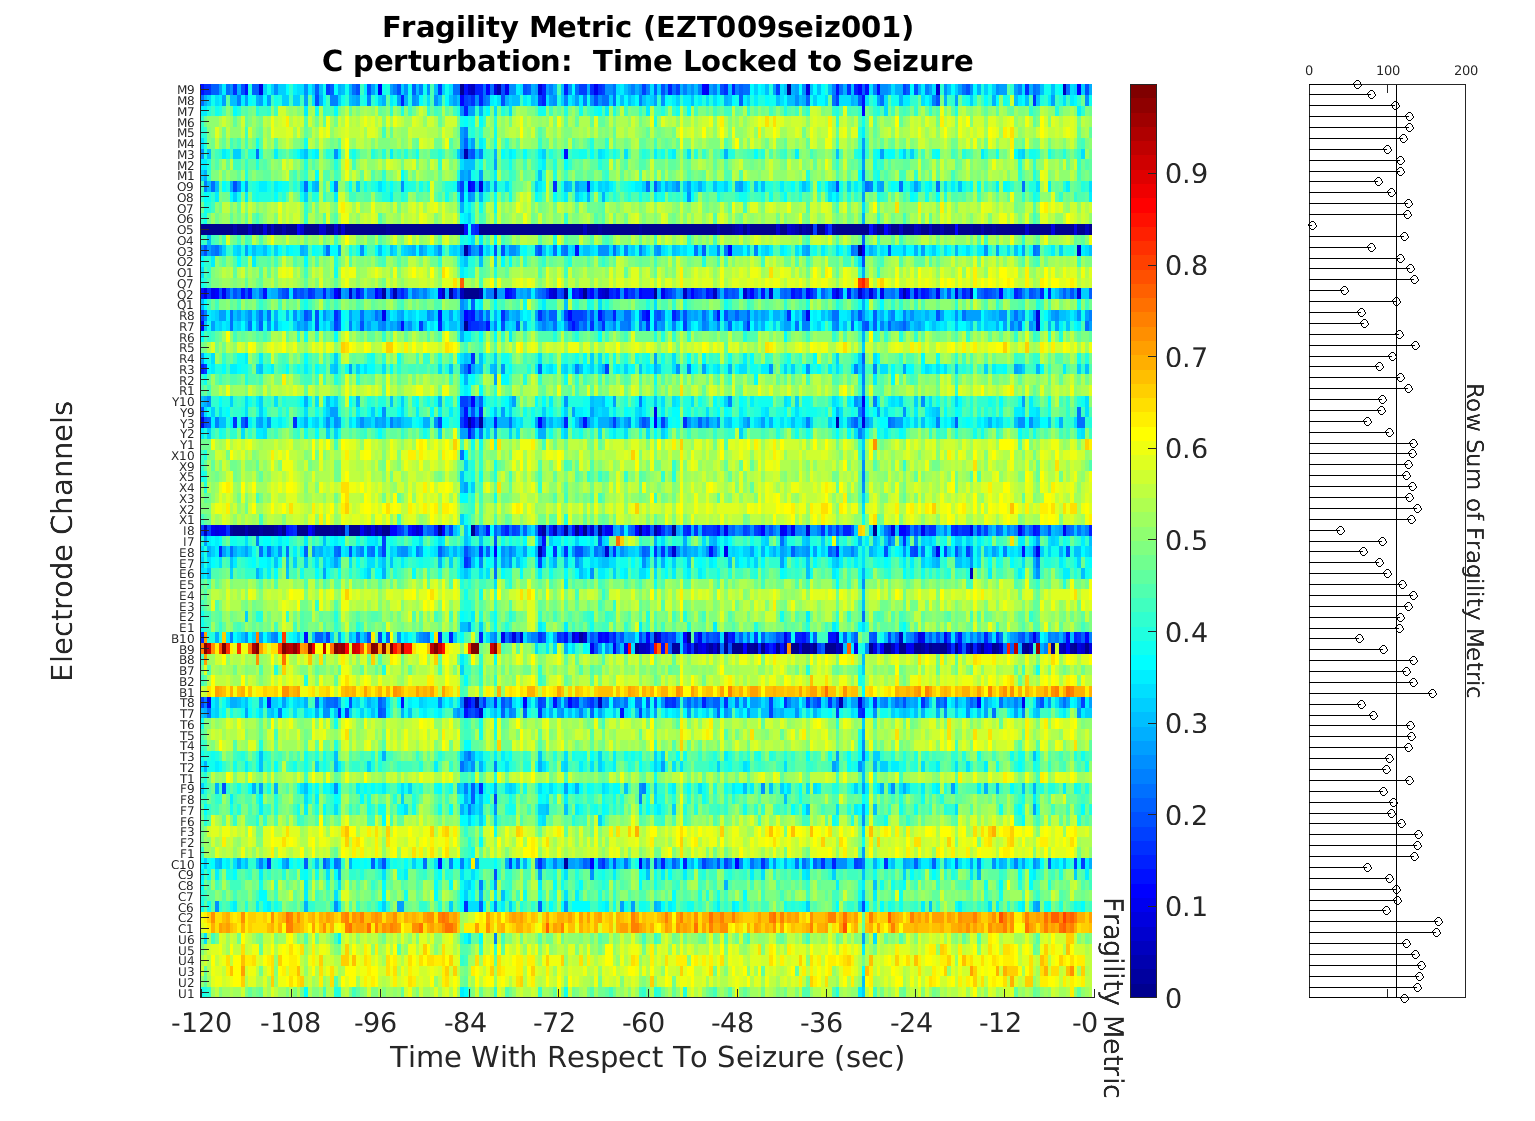 Fragility Metric (EZT009seiz001)
C perturbation:  Time Locked to Seizure
Electrode Channels
M9
M8
M7
M6
M5
M4
M3
M2
M1
O9
O8
O7
O6
O5
O4
O3
O2
O1
Q7
Q2
Q1
R8
R7
R6
R5
R4
R3
R2
R1
Y10
Y9
Y3
Y2
Y1
X10
X9
X5
X4
X3
X2
X1
I8
I7
E8
E7
E6
E5
E4
E3
E2
E1
B10
B9
B8
B7
B2
B1
T8
T7
T6
T5
T4
T3
T2
T1
F9
F8
F7
F6
F3
F2
F1
C10
C9
C8
C7
C6
C2
C1
U6
U5
U4
U3
U2
U1
-120 -108 -96 -84 -72 -60 -48 -36 -24 -12 -0
Time With Respect To Seizure (sec)
0.9
0.8
0.7
0.6
0.5
0.4
0.3
0.2
0.1
0
Fragility Metric
0 100 200
Row Sum of Fragility Metric